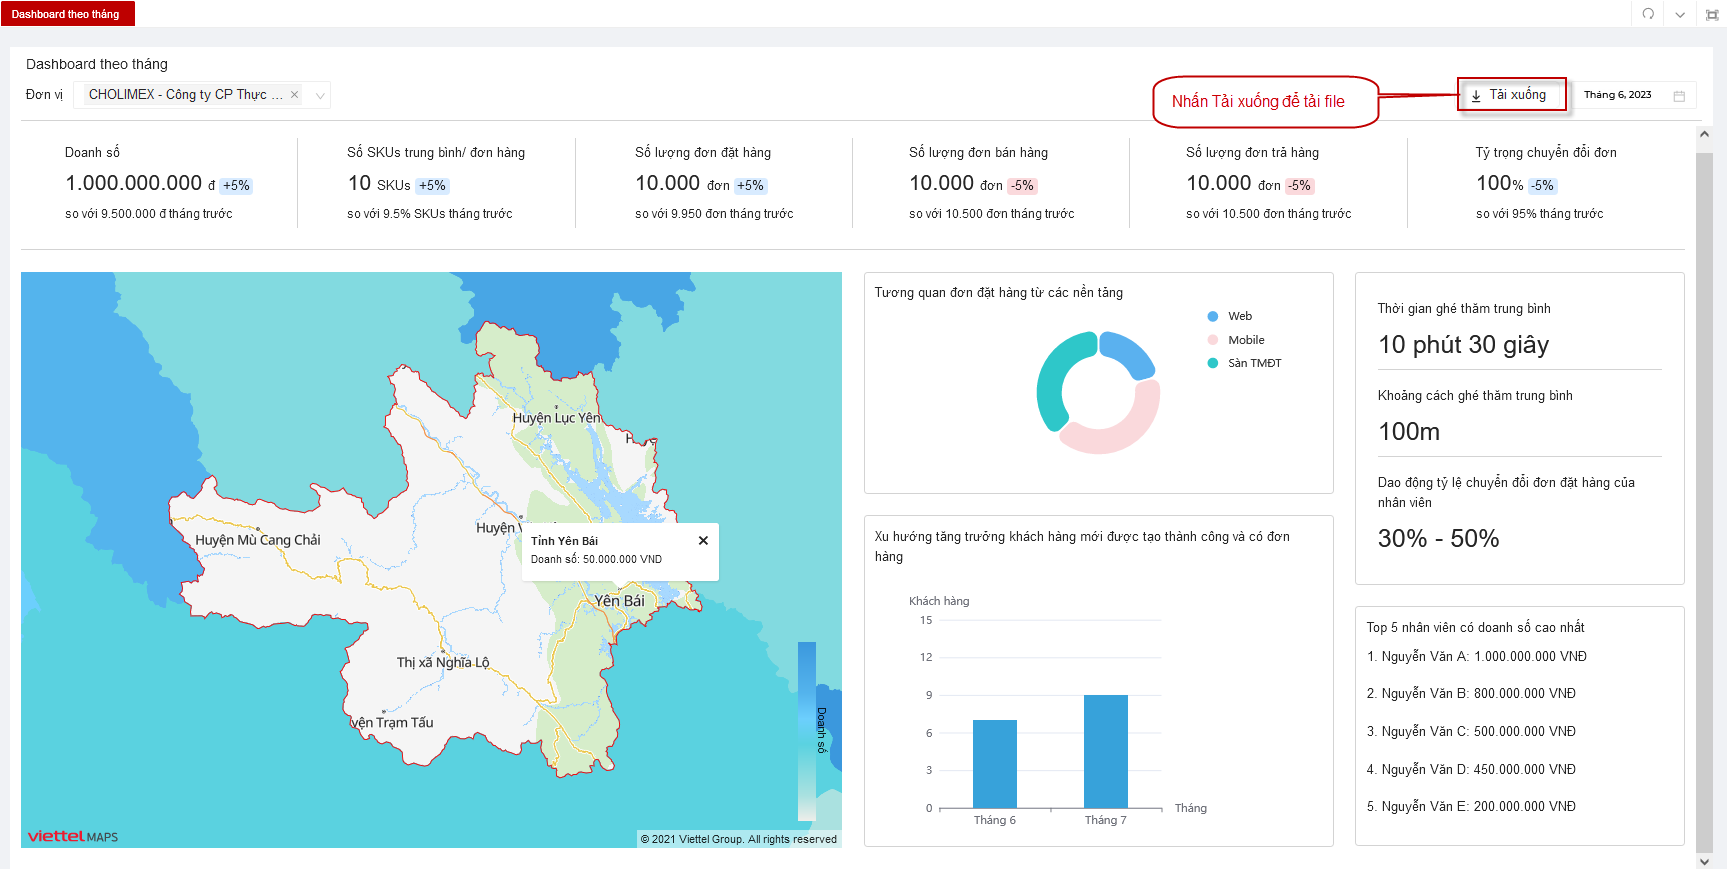 Dashboard theo tháng
Dashboard theo tháng
Đơn vị
CHOLIMEX - Công ty CP Thực ...
Nhấn Tải xuống để tải file
Tải xuống
Tháng 6, 2023
Doanh số
1.000.000.000 đ +5%
so với 9.500.000 đ tháng trước
Số SKUs trung bình/ đơn hàng
10 SKUs +5%
so với 9.5% SKUs tháng trước
Số lượng đơn đặt hàng
10.000 đơn +5%
so với 9.950 đơn tháng trước
Số lượng đơn bán hàng
10.000 đơn -5%
so với 10.500 đơn tháng trước
Số lượng đơn trả hàng
10.000 đơn -5%
so với 10.500 đơn tháng trước
Tỷ trọng chuyển đổi đơn
100% -5%
so với 95% tháng trước
Huyện Lục Yên
Huyện Mù Cang Chải
Tỉnh Yên Bái
Doanh số: 50.000.000 VND
Yên Bái
Thị xã Nghĩa Lộ
yện Trạm Tấu
Doanh số
viettel MAPS
© 2021 Viettel Group. All rights reserved
Tương quan đơn đặt hàng từ các nền tảng
Web
Mobile
Sàn TMĐT
Xu hướng tăng trưởng khách hàng mới được tạo thành công và có đơn
hàng
Khách hàng
15
12
9
6
3
0
Tháng 6
Tháng 7
Tháng
Thời gian ghé thăm trung bình
10 phút 30 giây
Khoảng cách ghé thăm trung bình
100m
Dao động tỷ lệ chuyển đổi đơn đặt hàng của
nhân viên
30% - 50%
Top 5 nhân viên có doanh số cao nhất
1. Nguyễn Văn A: 1.000.000.000 VNĐ
2. Nguyễn Văn B: 800.000.000 VNĐ
3. Nguyễn Văn C: 500.000.000 VNĐ
4. Nguyễn Văn D: 450.000.000 VNĐ
5. Nguyễn Văn E: 200.000.000 VNĐ